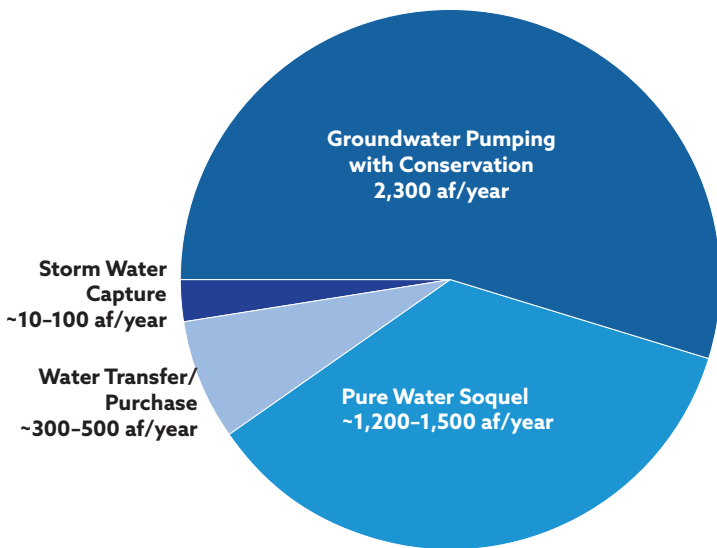 Groundwater Pumping
with Conservation
2,300 af/year
Storm Water
Capture
~10–100 af/year
Water Transfer/
Purchase
~300–500 af/year
Pure Water Soquel
~1,200–1,500 af/year